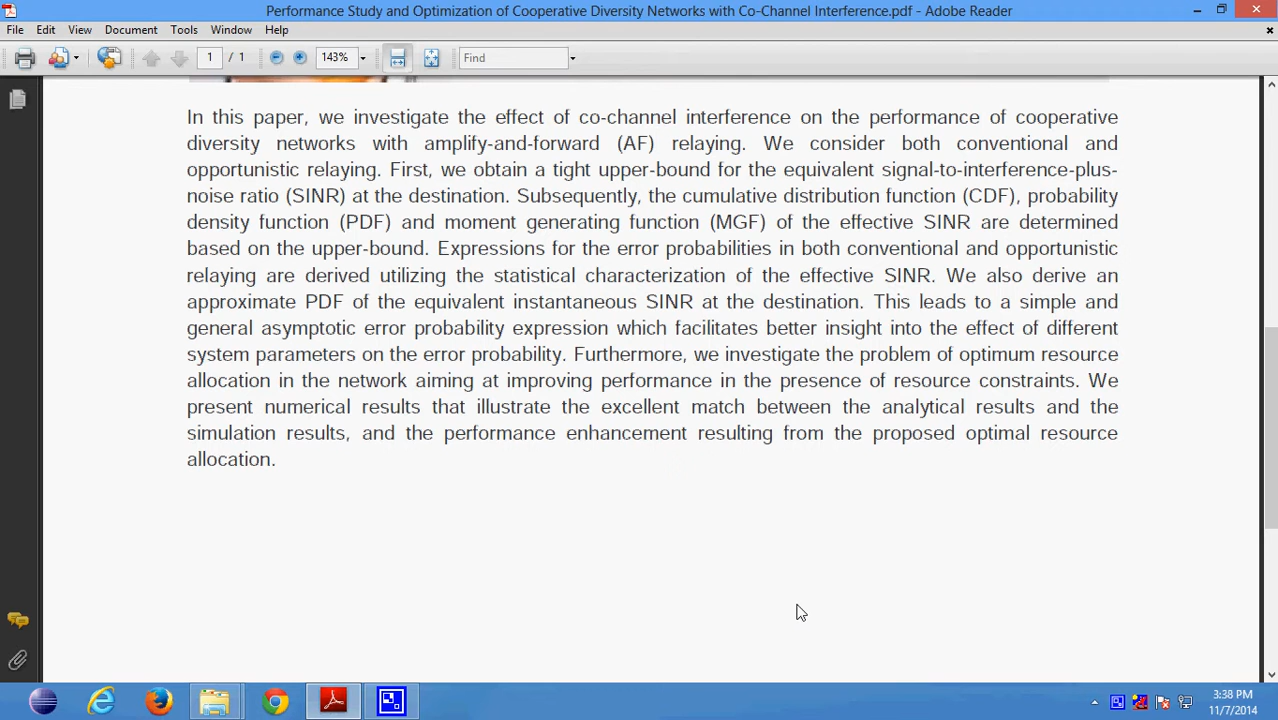 Performance Study and Optimization of Cooperative Diversity Networks with Co-Channel Interference.pdf - Adobe Reader
File Edit View Document Tools Window Help
1 / 1 143% Find
In this paper, we investigate the effect of co-channel interference on the performance of cooperative
diversity networks with amplify-and-forward (AF) relaying. We consider both conventional and
opportunistic relaying. First, we obtain a tight upper-bound for the equivalent signal-to-interference-plus-
noise ratio (SINR) at the destination. Subsequently, the cumulative distribution function (CDF), probability
density function (PDF) and moment generating function (MGF) of the effective SINR are determined
based on the upper-bound. Expressions for the error probabilities in both conventional and opportunistic
relaying are derived utilizing the statistical characterization of the effective SINR. We also derive an
approximate PDF of the equivalent instantaneous SINR at the destination. This leads to a simple and
general asymptotic error probability expression which facilitates better insight into the effect of different
system parameters on the error probability. Furthermore, we investigate the problem of optimum resource
allocation in the network aiming at improving performance in the presence of resource constraints. We
present numerical results that illustrate the excellent match between the analytical results and the
simulation results, and the performance enhancement resulting from the proposed optimal resource
allocation.
3:38 PM
11/7/2014